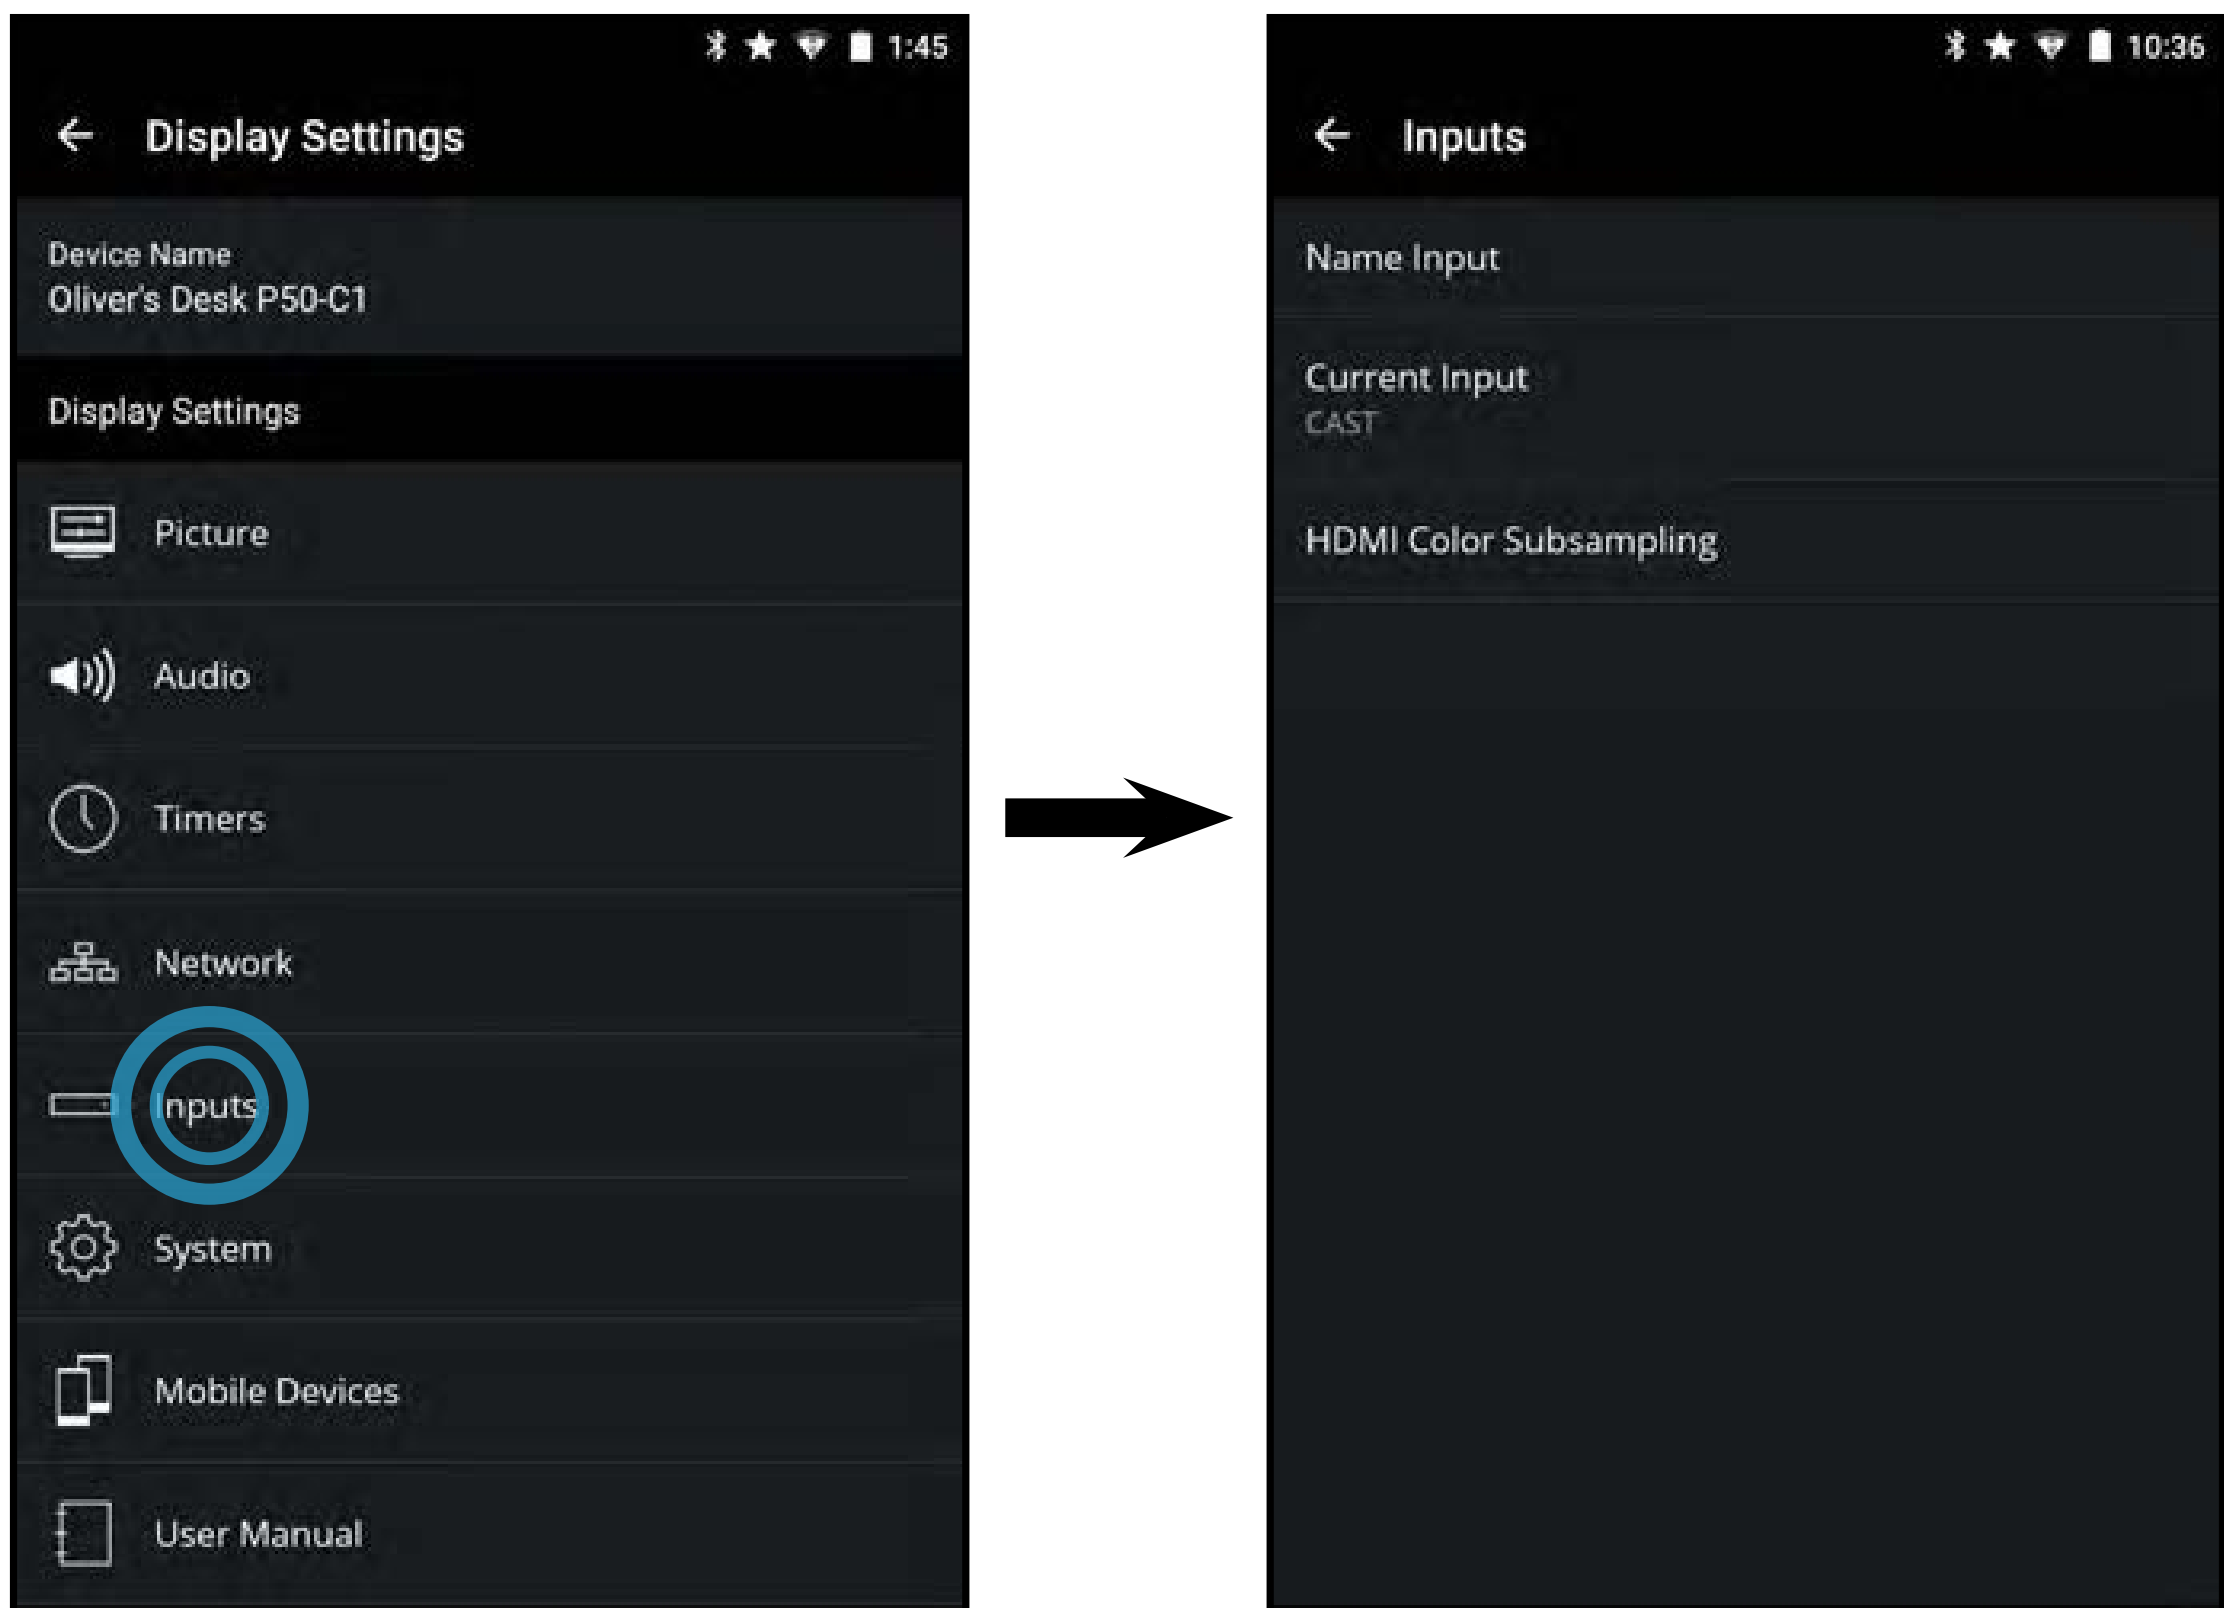 1:45
Display Settings
Device Name
Oliver's Desk P50-C1
Display Settings
Picture
Audio
Timers
Network
Inputs
System
Mobile Devices
User Manual
10:36
Inputs
Name Input
Current Input
CAST
HDMI Color Subsampling